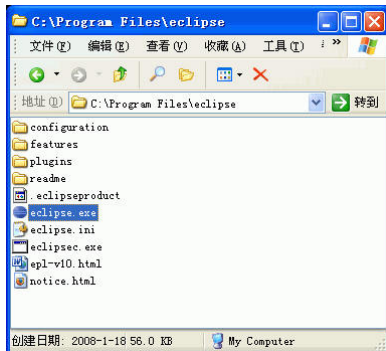 C:\Program Files\eclipse
文件(F) 编辑(E) 查看(V) 收藏(A) 工具(T) »
地址(D) C:\Program Files\eclipse 转到
configuration
features
plugins
readme
.eclipseproduct
eclipse.exe
eclipse.ini
eclipsec.exe
epl-v10.html
notice.html
创建日期: 2008-1-18 56.0 KB My Computer